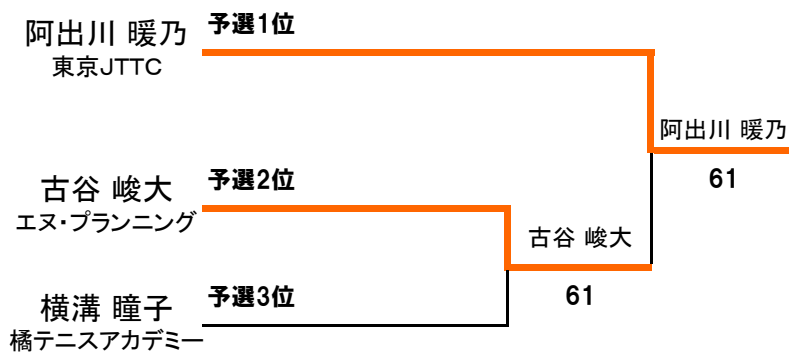 阿出川 暖乃
東京JTTC
予選1位
阿出川 暖乃
61
古谷 峻大
エヌ・プランニング
予選2位
古谷 峻大
61
横溝 瞳子
橘テニスアカデミー
予選3位